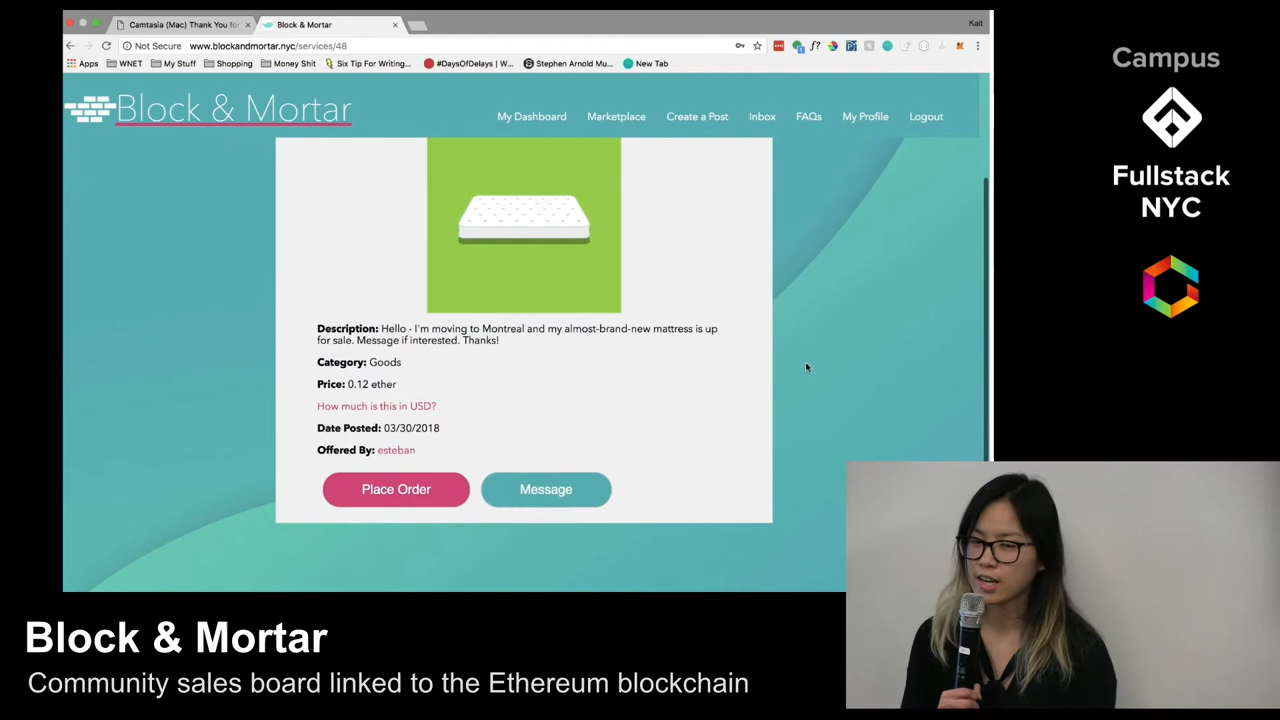 Camtasia (Mac) Thank You for
Block & Mortar
Kait
Not Secure
www.blockandmortar.nyc/services/48
f?
Apps
WNET
My Stuff
Shopping
Money Shit
Six Tip For Writing...
#DaysOfDelays | W...
Stephen Arnold Mu...
New Tab
Block & Mortar
My Dashboard
Marketplace
Create a Post
Inbox
FAQs
My Profile
Logout
Description: Hello - I'm moving to Montreal and my almost-brand-new mattress is up
for sale. Message if interested. Thanks!
Category: Goods
Price: 0.12 ether
How much is this in USD?
Date Posted: 03/30/2018
Offered By: esteban
Place Order
Message
Campus
Fullstack
NYC
Block & Mortar
Community sales board linked to the Ethereum blockchain